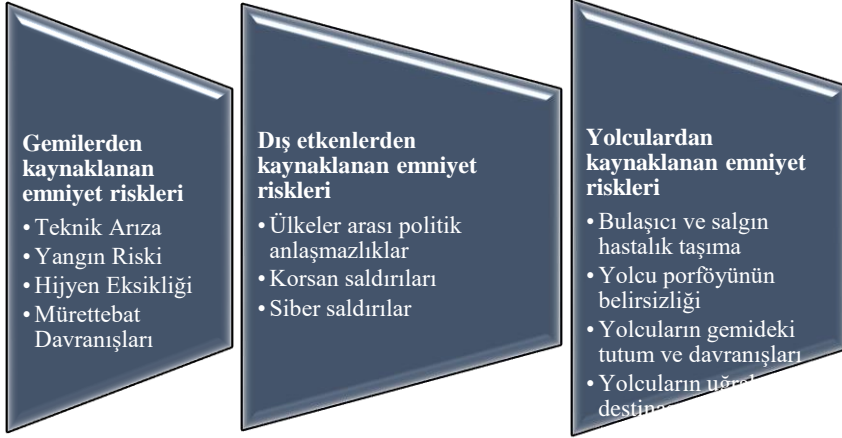 Gemilerden
kaynaklanan
emniyet riskleri
• Teknik Arıza
• Yangın Riski
• Hijyen Eksikliği
• Mürettebat
Davranışları
Dış etkenlerden
kaynaklanan emniyet
riskleri
• Ülkeler arası politik
anlaşmazlıklar
• Korsan saldırıları
• Siber saldırılar
Yolculardan
kaynaklanan emniyet
riskleri
• Bulaşıcı ve salgın
hastalık taşıma
• Yolcu porföyünün
belirsizliği
• Yolcuların gemideki
tutum ve davranışları
• Yolcuların